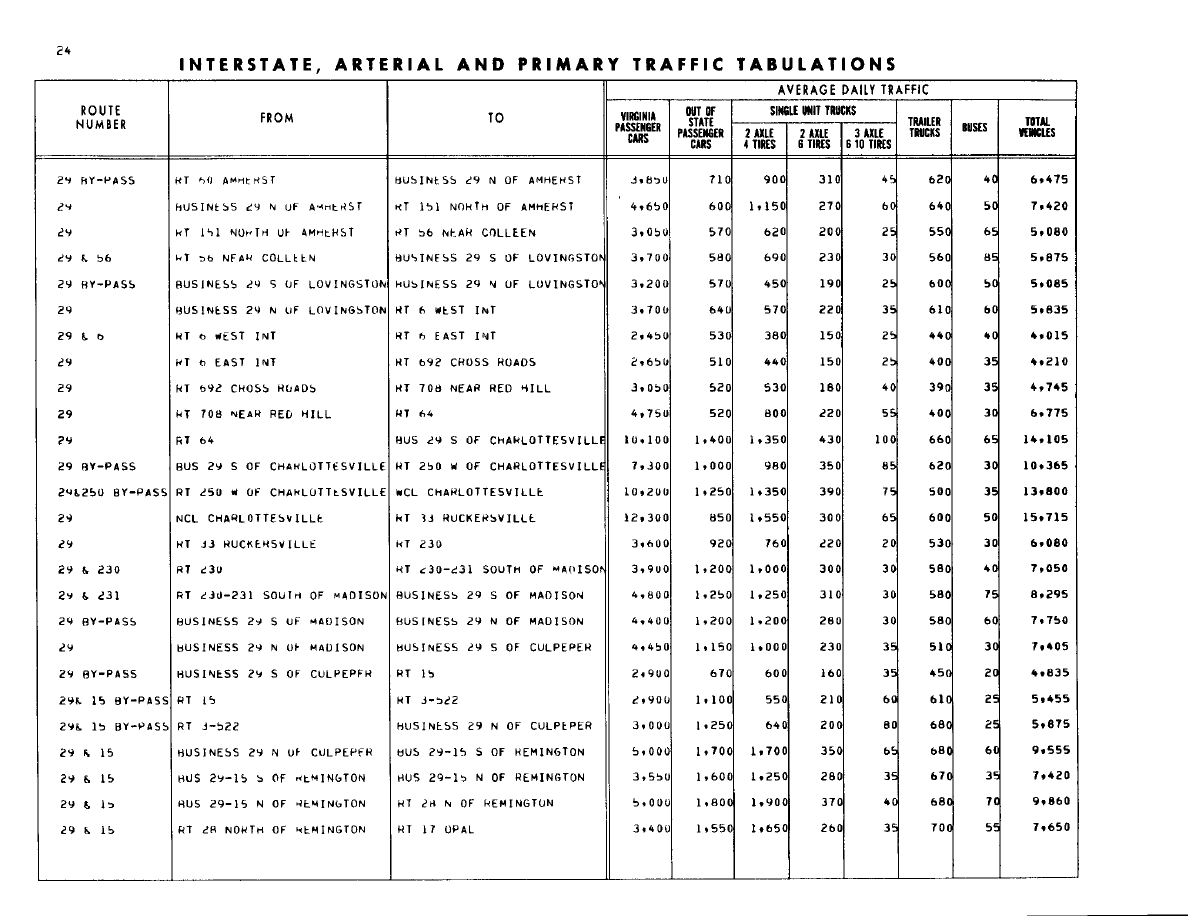 24
INTERSTATE, ARTERIAL AND PRIMARY TRAFFIC TABULATIONS
ROUTE NUMBER FROM TO AVERAGE DAILY TRAFFIC
VIRGINIA PASSENGER CARS OUT OF STATE PASSENGER CARS SINGLE UNIT TRUCKS TRAILER TRUCKS BUSES TOTAL VEHICLES
2 AXLE 4 TIRES 2 AXLE 6 TIRES 3 AXLE 6 10 TIRES
29 BY-PASS RT 60 AMHERST BUSINESS 29 N OF AMHERST 3,850 710 900 310 45 620 40 6,475
29 BUSINESS 29 N OF AMHERST RT 151 NORTH OF AMHERST 4,650 600 1,150 270 60 640 50 7,420
29 RT 151 NORTH OF AMHERST RT 56 NEAR COLLEEN 3,050 570 620 200 25 550 65 5,080
29 & 56 RT 56 NEAR COLLEEN BUSINESS 29 S OF LOVINGSTON 3,700 580 690 230 30 560 85 5,875
29 BY-PASS BUSINESS 29 S OF LOVINGSTON BUSINESS 29 N OF LOVINGSTON 3,200 570 450 190 25 600 50 5,085
29 BUSINESS 29 N OF LOVINGSTON RT 6 WEST INT 3,700 640 570 220 35 610 60 5,835
29 & 6 RT 6 WEST INT RT 6 EAST INT 2,450 530 380 150 25 440 40 4,015
29 RT 6 EAST INT RT 692 CROSS ROADS 2,650 510 440 150 25 400 35 4,210
29 RT 692 CROSS ROADS RT 708 NEAR RED HILL 3,050 520 530 180 40 390 35 4,745
29 RT 708 NEAR RED HILL RT 64 4,750 520 800 220 55 400 30 6,775
29 RT 64 BUS 29 S OF CHARLOTTESVILLE 10,100 1,400 1,350 430 100 660 65 14,105
29 BY-PASS BUS 29 S OF CHARLOTTESVILLE RT 250 W OF CHARLOTTESVILLE 7,300 1,000 980 350 85 620 30 10,365
29&250 BY-PASS RT 250 W OF CHARLOTTESVILLE WCL CHARLOTTESVILLE 10,200 1,250 1,350 390 75 500 35 13,800
29 NCL CHARLOTTESVILLE RT 33 RUCKERSVILLE 12,300 850 1,550 300 65 600 50 15,715
29 RT 33 RUCKERSVILLE RT 230 3,600 920 760 220 20 530 30 6,080
29 & 230 RT 230 RT 230-231 SOUTH OF MADISON 3,900 1,200 1,000 300 30 580 40 7,050
29 & 231 RT 230-231 SOUTH OF MADISON BUSINESS 29 S OF MADISON 4,800 1,250 1,250 310 30 580 75 8,295
29 BY-PASS BUSINESS 29 S OF MADISON BUSINESS 29 N OF MADISON 4,400 1,200 1,200 280 30 580 60 7,750
29 BUSINESS 29 N OF MADISON BUSINESS 29 S OF CULPEPER 4,450 1,150 1,000 230 35 510 30 7,405
29 BY-PASS BUSINESS 29 S OF CULPEPER RT 15 2,900 670 600 160 35 450 20 4,835
29& 15 BY-PASS RT 15 RT 3-522 2,900 1,100 550 210 60 610 25 5,455
29& 15 BY-PASS RT 3-522 BUSINESS 29 N OF CULPEPER 3,000 1,250 640 200 80 680 25 5,875
29 & 15 BUSINESS 29 N OF CULPEPER BUS 29-15 S OF REMINGTON 5,000 1,700 1,700 350 65 680 60 9,555
29 & 15 BUS 29-15 S OF REMINGTON BUS 29-15 N OF REMINGTON 3,550 1,600 1,250 280 35 670 35 7,420
29 & 15 BUS 29-15 N OF REMINGTON RT 28 N OF REMINGTON 5,000 1,800 1,900 370 40 680 70 9,860
29 & 15 RT 28 NORTH OF REMINGTON RT 17 OPAL 3,400 1,550 1,650 260 35 700 55 7,650